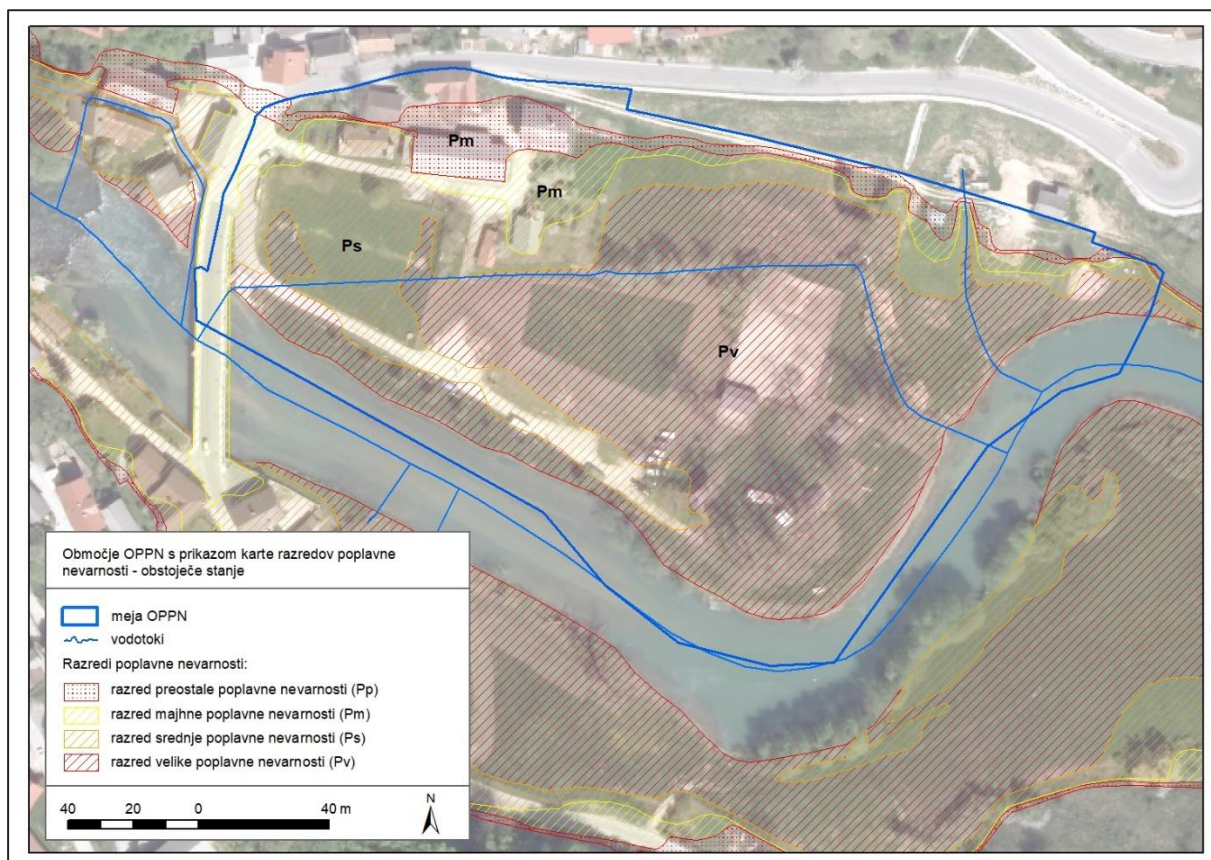 Pm
Pm
Ps
Pv
Območje OPPN s prikazom karte razredov poplavne
nevarnosti - obstoječe stanje
meja OPPN
vodotoki
Razredi poplavne nevarnosti:
razred preostale poplavne nevarnosti (Pp)
razred majhne poplavne nevarnosti (Pm)
razred srednje poplavne nevarnosti (Ps)
razred velike poplavne nevarnosti (Pv)
40 20 0 40 m
N